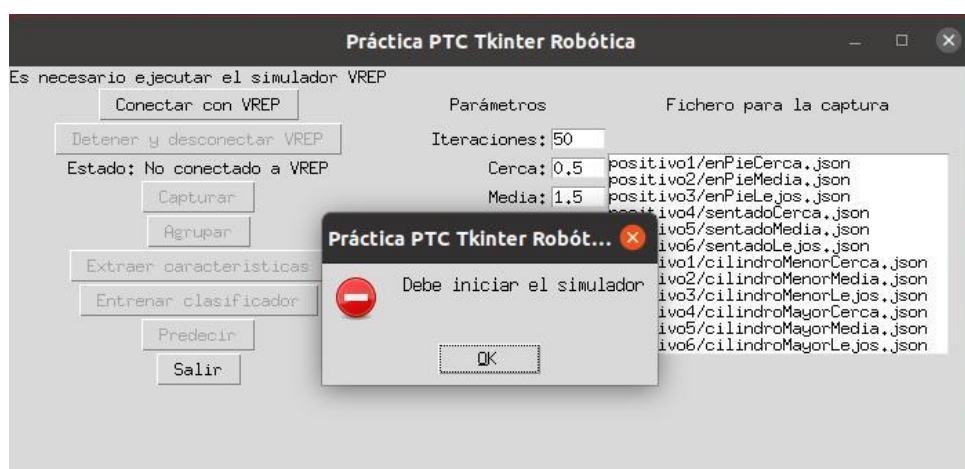 Práctica PTC Tkinter Robótica
Es necesario ejecutar el simulador VREP
Conectar con VREP
Parámetros
Fichero para la captura
Detener y desconectar VREP
Iteraciones: 50
Estado: No conectado a VREP
Cerca: 0.5
Media: 1.5
Capturar
Agrupar
Extraer caracteristicas
Entrenar clasificador
Predecir
Salir
positivo1/enPieCerca.json
positivo2/enPieMedia.json
positivo3/enPieLejos.json
positivo4/sentadoCerca.json
ivo5/sentadoMedia.json
ivo6/sentadoLejos.json
ivo1/cilindroMenorCerca.json
ivo2/cilindroMenorMedia.json
ivo3/cilindroMenorLejos.json
ivo4/cilindroMayorCerca.json
ivo5/cilindroMayorMedia.json
ivo6/cilindroMayorLejos.json
Práctica PTC Tkinter Robót...
Debe iniciar el simulador
OK